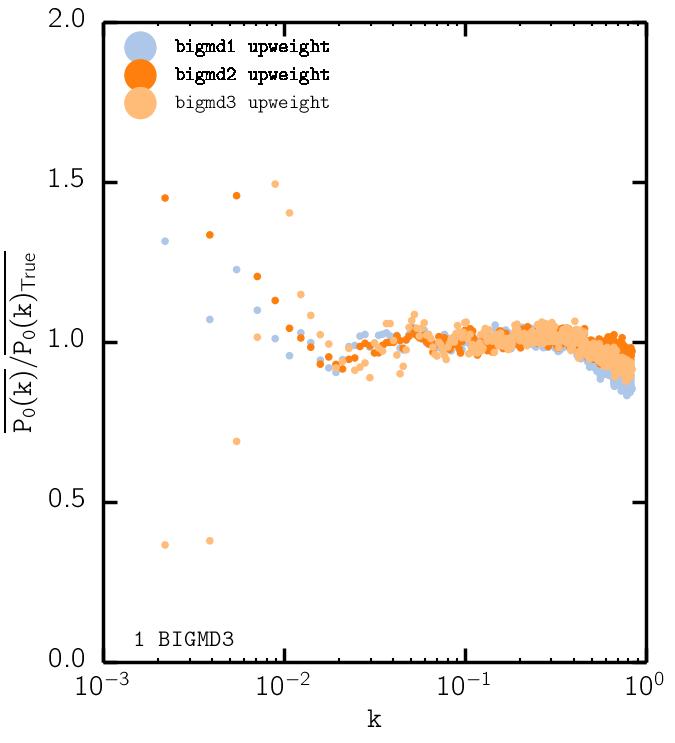 2.0
bigmd1 upweight
bigmd2 upweight
bigmd3 upweight
1.5
1.0
0.5
0.0
P0(k)/P0(k)True
1 BIGMD3
10^-3 10^-2 10^-1 10^0
k